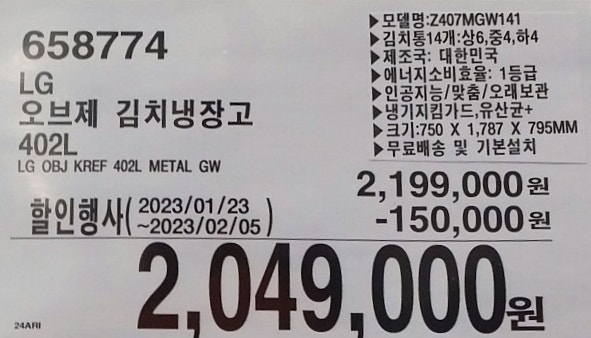 658774
LG
오브제 김치냉장고
402L
LG OBJ KREF 402L METAL GW
▶모델명:Z407MGW141
▶김치통14개:상6,중4,하4
▶제조국: 대한민국
▶에너지소비효율: 1등급
▶인공지능/맞춤/오래보관
▶냉기지킴가드,유산균+
▶크기:750 X 1,787 X 795MM
▶무료배송 및 기본설치
2,199,000원
할인행사( 2023/01/23 ~2023/02/05 ) -150,000원
2,049,000원
24ARI